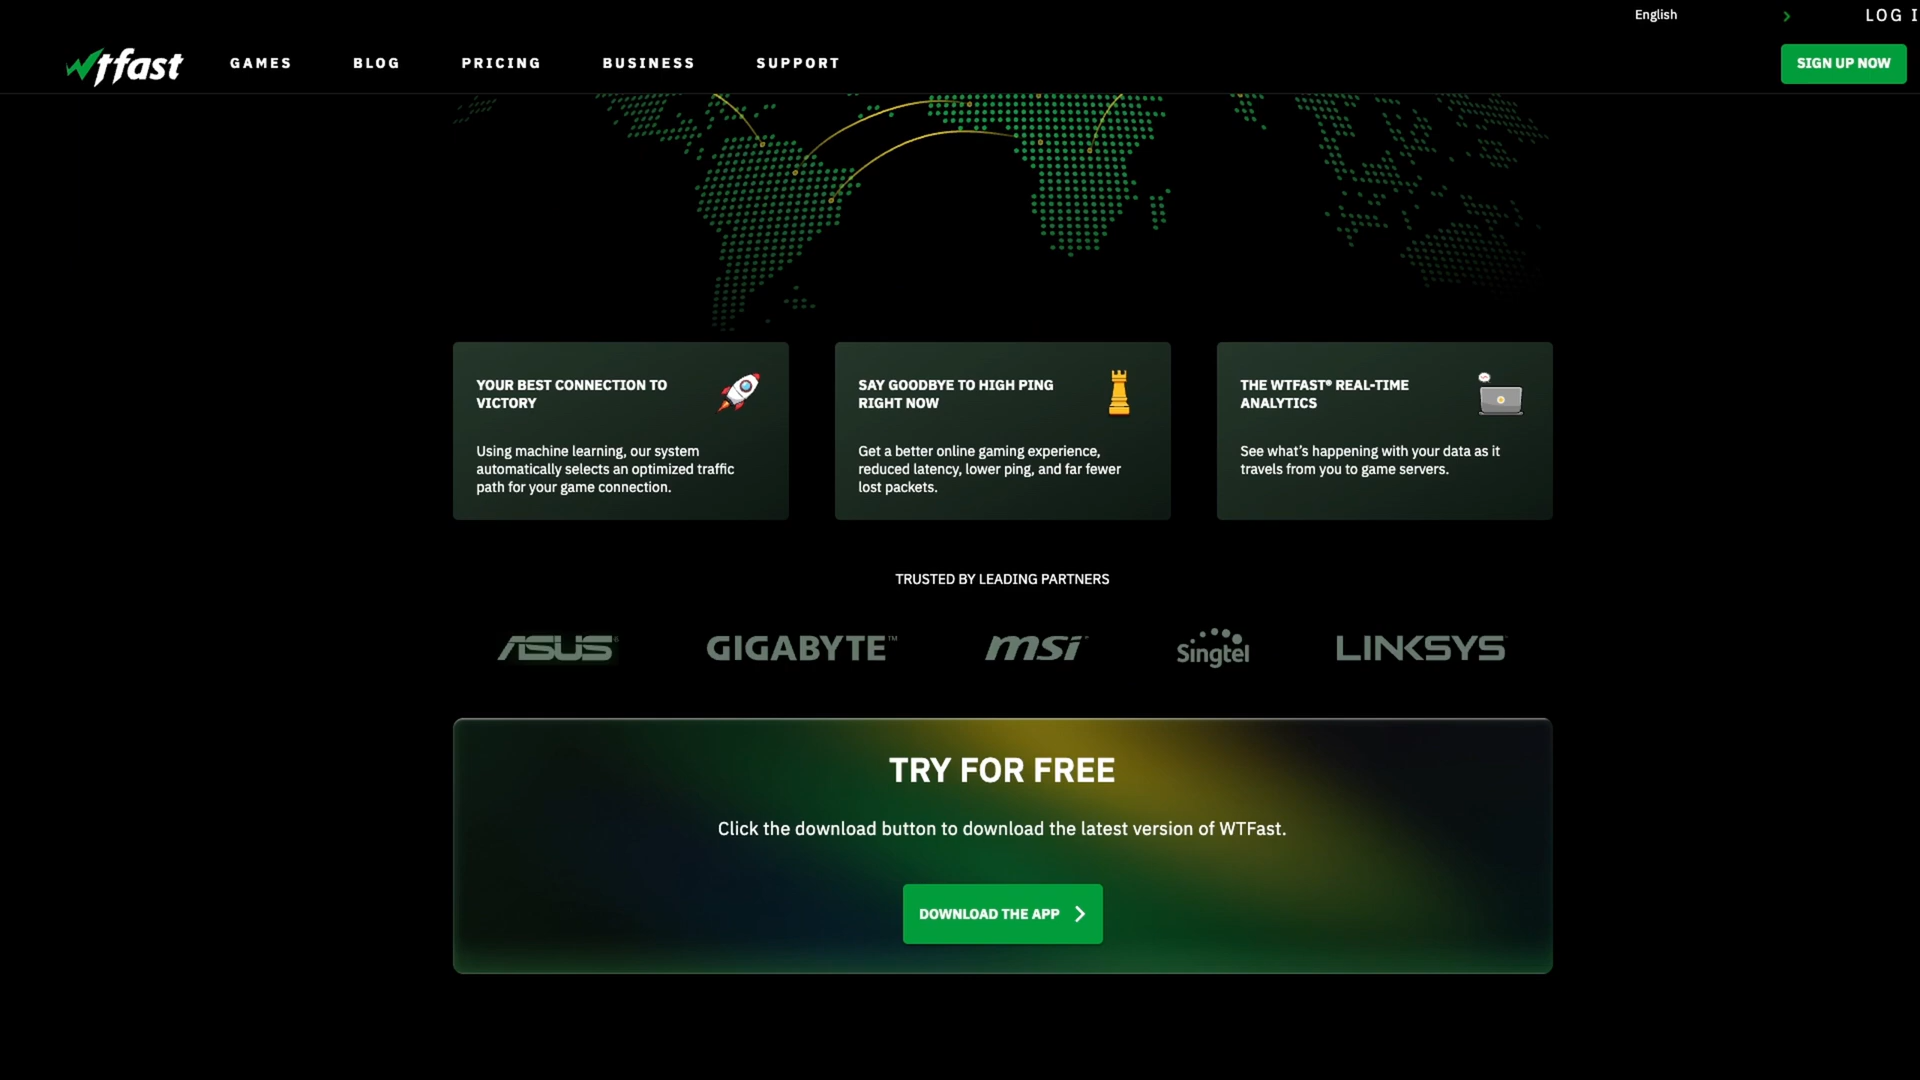 English
LOG I
wtfast
GAMES
BLOG
PRICING
BUSINESS
SUPPORT
SIGN UP NOW
YOUR BEST CONNECTION TO
VICTORY
Using machine learning, our system
automatically selects an optimized traffic
path for your game connection.
SAY GOODBYE TO HIGH PING
RIGHT NOW
Get a better online gaming experience,
reduced latency, lower ping, and far fewer
lost packets.
THE WTFAST® REAL-TIME
ANALYTICS
See what’s happening with your data as it
travels from you to game servers.
TRUSTED BY LEADING PARTNERS
ASUS
GIGABYTE™
msi
Singtel
LINKSYS
TRY FOR FREE
Click the download button to download the latest version of WTFast.
DOWNLOAD THE APP